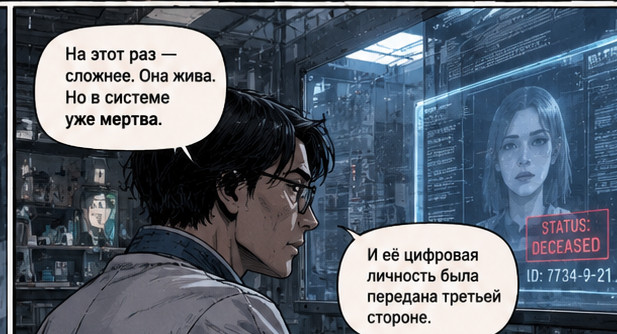 На этот раз —
сложнее. Она жива.
Но в системе
уже мертва.
STATUS:
DECEASED
ID: 7734-9-21
И её цифровая
личность была
передана третьей
стороне.